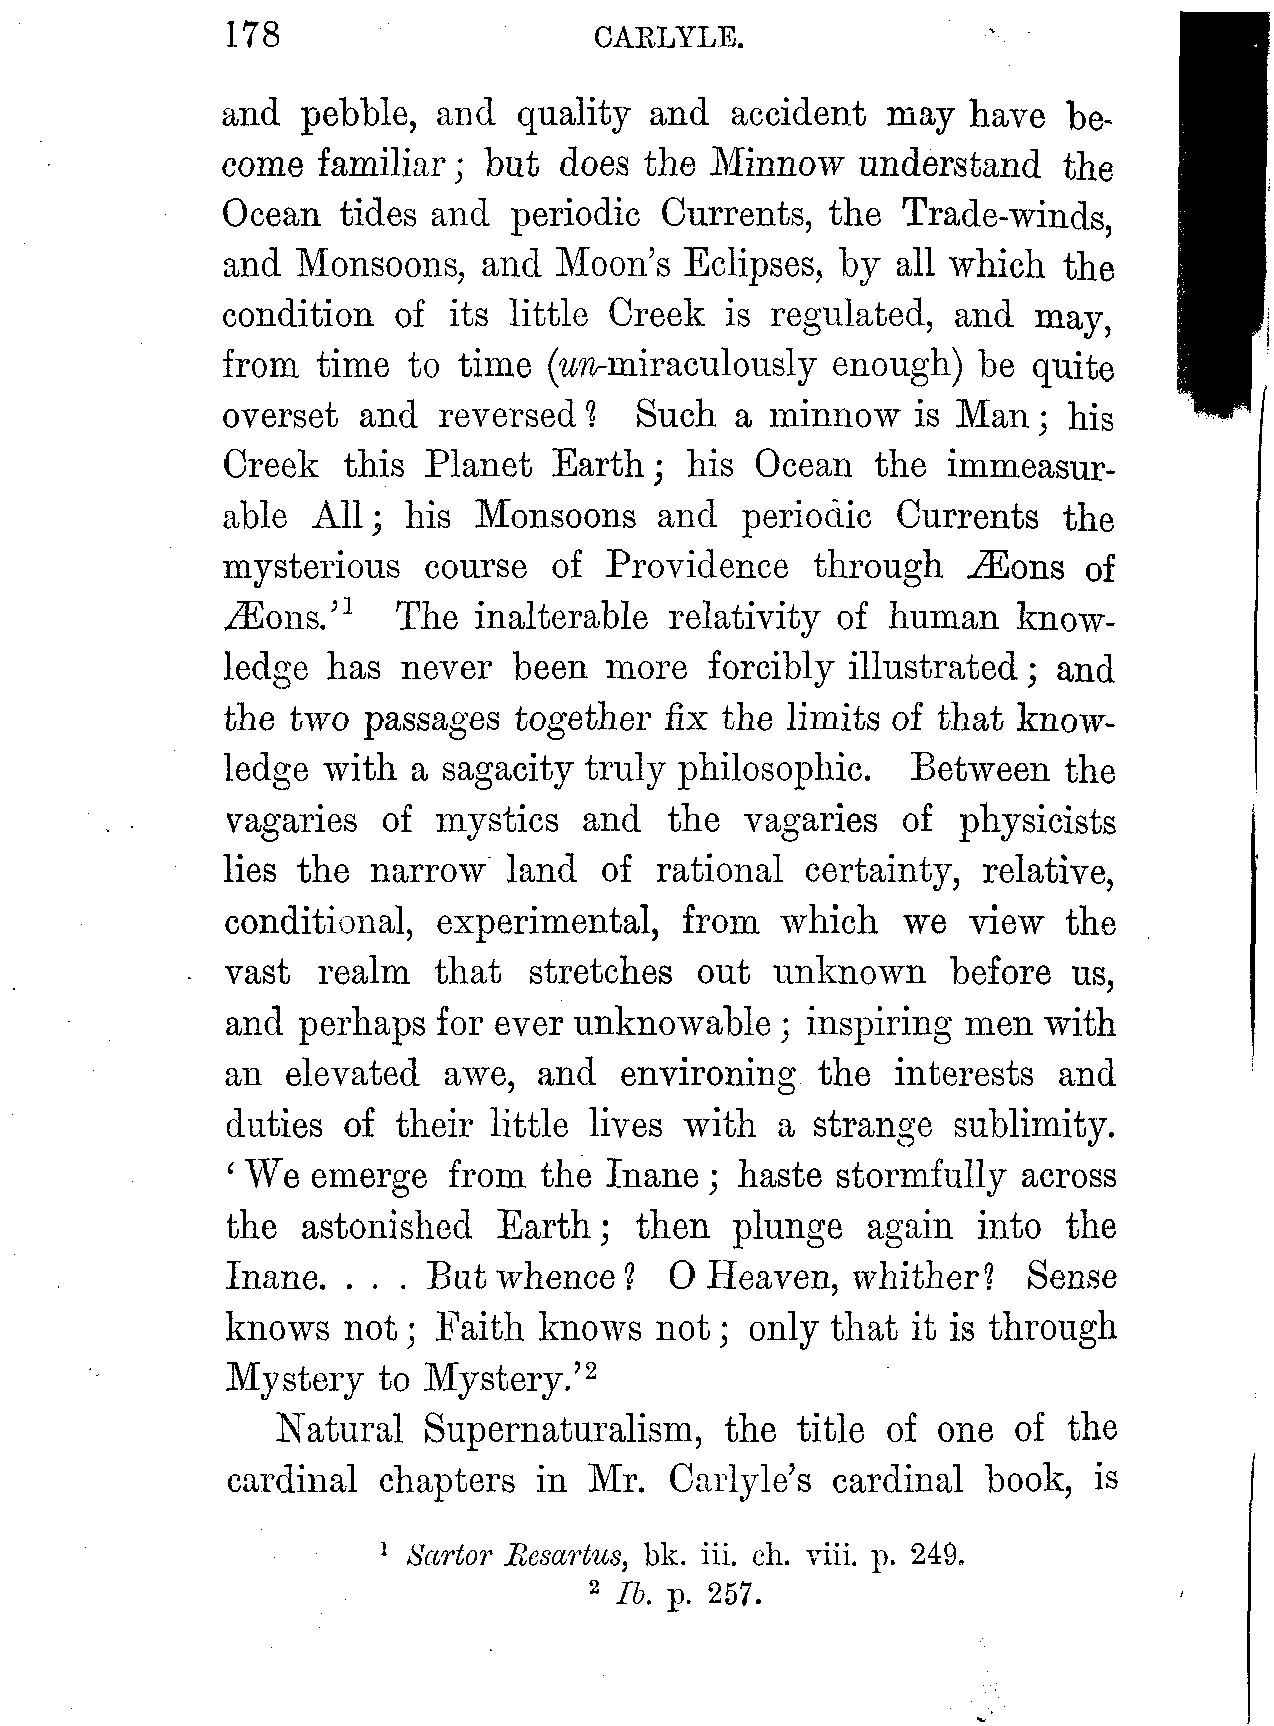 178 CARLYLE.
and pebble, and quality and accident may have be-
come familiar; but does the Minnow understand the
Ocean tides and periodic Currents, the Trade-winds,
and Monsoons, and Moon's Eclipses, by all which the
condition of its little Creek is regulated, and may,
from time to time (un-miraculously enough) be quite
overset and reversed? Such a minnow is Man; his
Creek this Planet Earth; his Ocean the immeasur-
able All; his Monsoons and periodic Currents the
mysterious course of Providence through Æons of
Æons.'1 The inalterable relativity of human know-
ledge has never been more forcibly illustrated; and
the two passages together fix the limits of that know-
ledge with a sagacity truly philosophic. Between the
vagaries of mystics and the vagaries of physicists
lies the narrow land of rational certainty, relative,
conditional, experimental, from which we view the
vast realm that stretches out unknown before us,
and perhaps for ever unknowable; inspiring men with
an elevated awe, and environing the interests and
duties of their little lives with a strange sublimity.
'We emerge from the Inane; haste stormfully across
the astonished Earth; then plunge again into the
Inane. . . . But whence? O Heaven, whither? Sense
knows not; Faith knows not; only that it is through
Mystery to Mystery.'2
Natural Supernaturalism, the title of one of the
cardinal chapters in Mr. Carlyle's cardinal book, is
1 Sartor Resartus, bk. iii. ch. viii. p. 249.
2 Ib. p. 257.